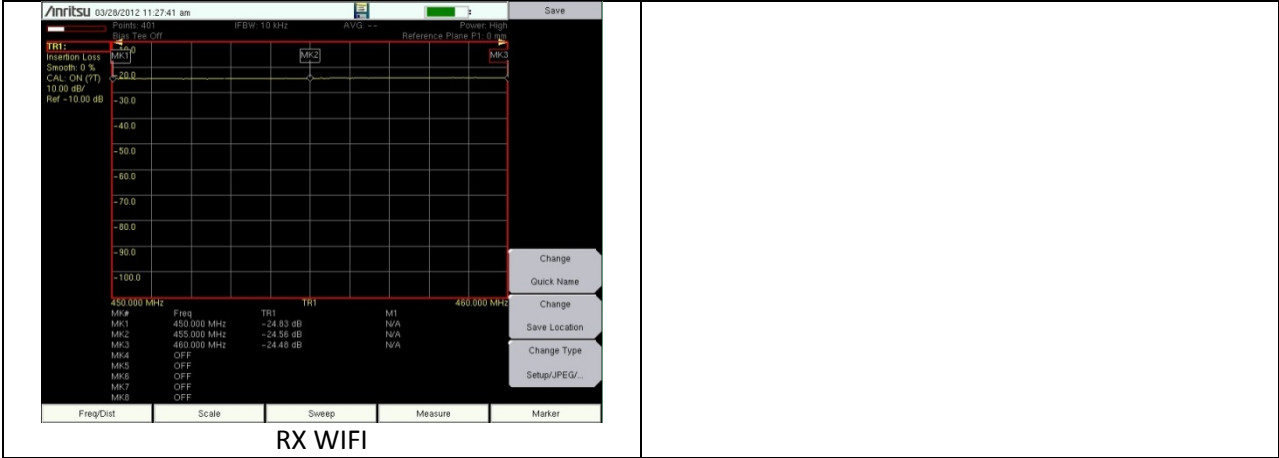 Anritsu 03/28/2012 11:27:41 am
Save
Points: 401 IFBW: 10 kHz AVG: -- Power: High
Bias Tee Off Reference Plane P1: 0 mm
TR1:
Insertion Loss
Smooth: 0 %
CAL: ON (?T)
10.00 dB/
Ref -10.00 dB
MK1 MK2 MK3
-20.0
-30.0
-40.0
-50.0
-60.0
-70.0
-80.0
-90.0
-100.0
450.000 MHz TR1 460.000 MHz
MK# Freq TR1 M1
MK1 450.000 MHz -24.83 dB N/A
MK2 455.000 MHz -24.56 dB N/A
MK3 460.000 MHz -24.48 dB N/A
MK4 OFF
MK5 OFF
MK6 OFF
MK7 OFF
MK8 OFF
Change
Quick Name
Change
Save Location
Change Type
Setup/JPEG/...
Freq/Dist Scale Sweep Measure Marker
RX WIFI